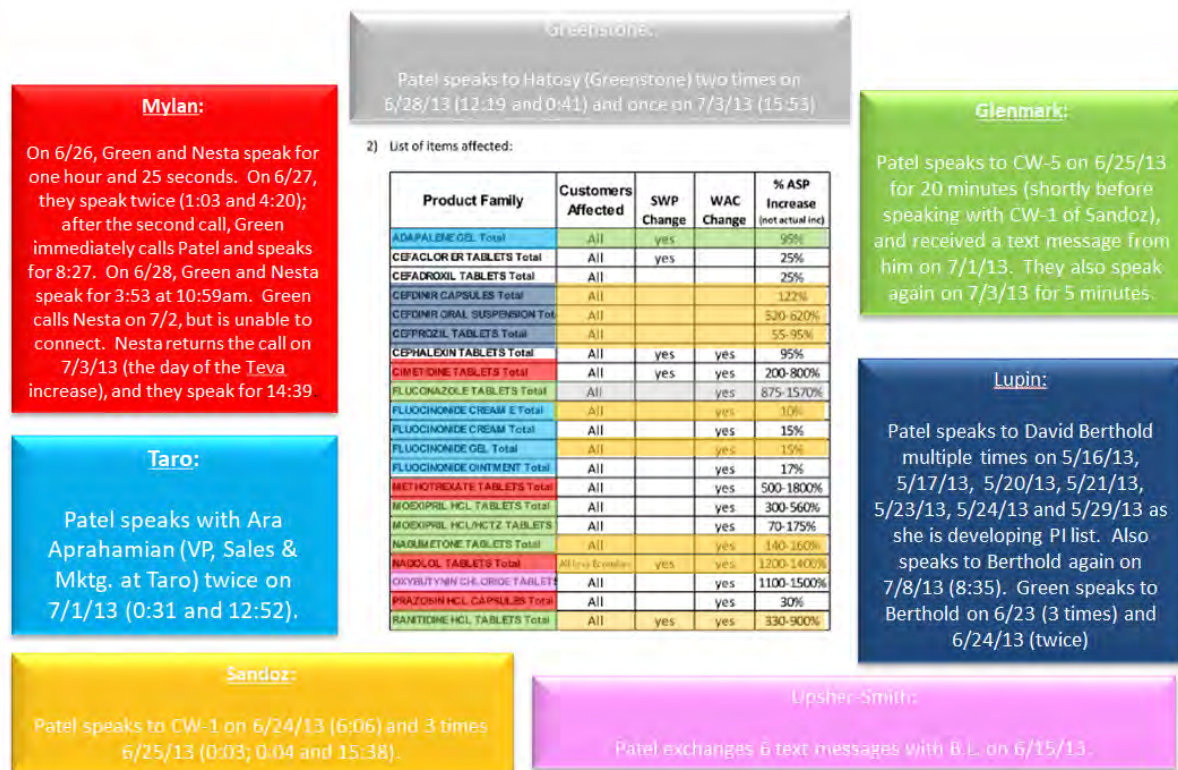 Greenstone:
Patel speaks to Hatosy (Greenstone) two times on
6/28/13 (12:19 and 0:41) and once on 7/3/13 (15:53)
Mylan:
On 6/26, Green and Nesta speak for
one hour and 25 seconds. On 6/27,
they speak twice (1:03 and 4:20);
after the second call, Green
immediately calls Patel and speaks
for 8:27. On 6/28, Green and Nesta
speak for 3:53 at 10:59am. Green
calls Nesta on 7/2, but is unable to
connect. Nesta returns the call on
7/3/13 (the day of the Teva
increase), and they speak for 14:39.
Glenmark:
Patel speaks to CW-5 on 6/25/13
for 20 minutes (shortly before
speaking with CW-1 of Sandoz),
and received a text message from
him on 7/1/13. They also speak
again on 7/3/13 for 5 minutes.
2) List of items affected:
Product Family Customers Affected SWP Change WAC Change % ASP Increase (not actual inc)
ADAPALENE GEL Total All yes 95%
CEFACLOR ER TABLETS Total All yes 25%
CEFADROXIL TABLETS Total All 25%
CEFDINIR CAPSULES Total All 122%
CEFDINIR ORAL SUSPENSION Tot All 520-620%
CEFPROZIL TABLETS Total All 55-95%
CEPHALEXIN TABLETS Total All yes yes 95%
CIMETIDINE TABLETS Total All yes yes 200-800%
FLUCONAZOLE TABLETS Total All yes 875-1570%
FLUOCINONIDE CREAM E Total All yes 10%
FLUOCINONIDE CREAM Total All yes 15%
FLUOCINONIDE GEL Total All yes 15%
FLUOCINONIDE OINTMENT Total All yes 17%
METHOTREXATE TABLETS Total All yes 500-1800%
MOEXIPRIL HCL TABLETS Total All yes 300-560%
MOEXIPRIL HCL/HCTZ TABLETS All yes 70-175%
NABUMETONE TABLETS Total All yes 140-160%
NADOLOL TABLETS Total All yes yes 1200-1400%
OXYBUTYNIN CHLORIDE TABLETS All yes 1100-1500%
PRAZOSIN HCL CAPSULES Total All yes 30%
RANITIDINE HCL TABLETS Total All yes yes 330-900%
Taro:
Patel speaks with Ara
Aprahamian (VP, Sales &
Mktg. at Taro) twice on
7/1/13 (0:31 and 12:52).
Lupin:
Patel speaks to David Berthold
multiple times on 5/16/13,
5/17/13, 5/20/13, 5/21/13,
5/23/13, 5/24/13 and 5/29/13 as
she is developing PI list. Also
speaks to Berthold again on
7/8/13 (8:35). Green speaks to
Berthold on 6/23 (3 times) and
6/24/13 (twice)
Sandoz:
Patel speaks to CW-1 on 6/24/13 (6:06) and 3 times
6/25/13 (0:03; 0:04 and 15:38).
Upsher-Smith:
Patel exchanges 6 text messages with B.L. on 6/15/13.